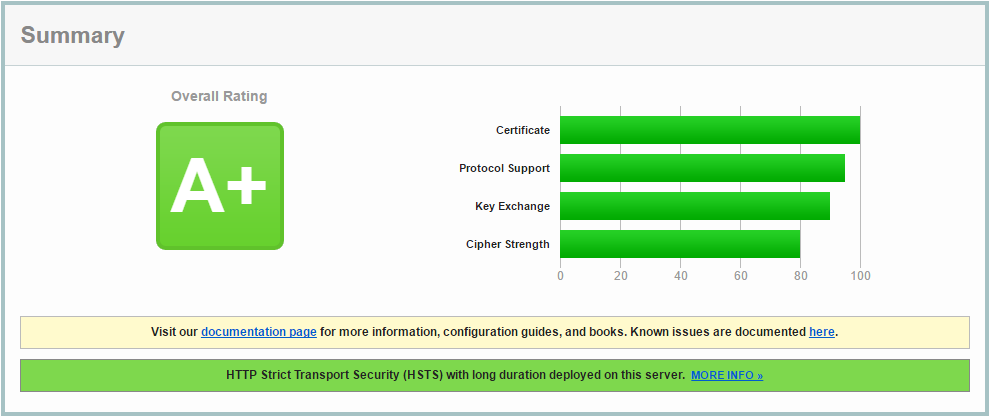 Summary
Overall Rating
A+
Certificate
Protocol Support
Key Exchange
Cipher Strength
0 20 40 60 80 100
Visit our documentation page for more information, configuration guides, and books. Known issues are documented here.
HTTP Strict Transport Security (HSTS) with long duration deployed on this server. MORE INFO »